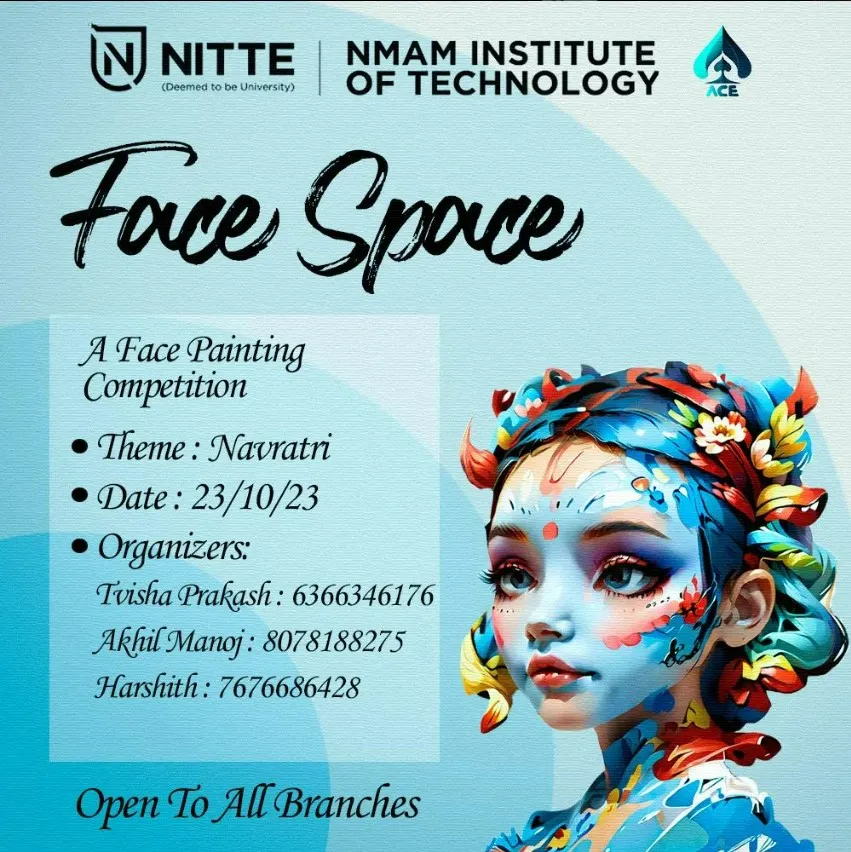 NITTE
(Deemed to be University)
NMAM INSTITUTE
OF TECHNOLOGY
ACE
Face Space
A Face Painting
Competition
• Theme : Navratri
• Date : 23/10/23
• Organizers:
Tvisha Prakash : 6366346176
Akhil Manoj : 8078188275
Harshith : 7676686428
Open To All Branches